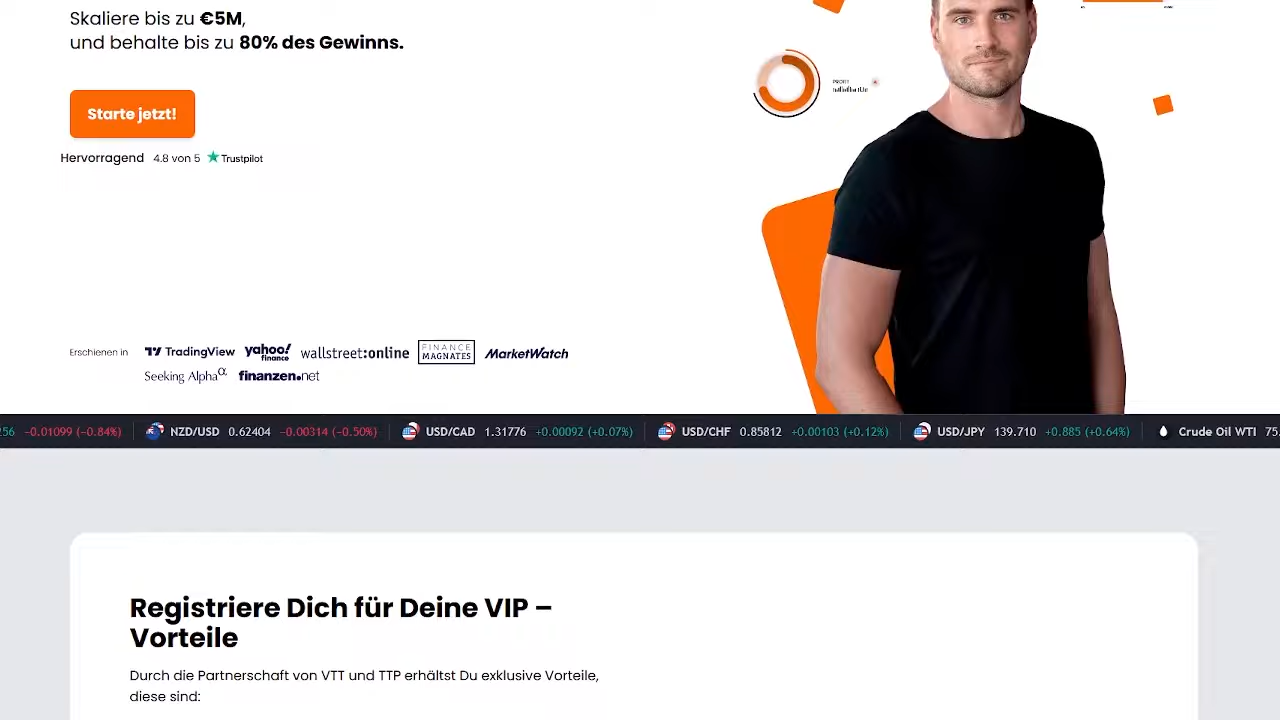 Skaliere bis zu €5M,
und behalte bis zu 80% des Gewinns.
Starte jetzt!
Hervorragend 4.8 von 5 Trustpilot
PROFIT
Erschienen in TradingView yahoo! finance wallstreet:online FINANCE MAGNATES MarketWatch
Seeking Alpha α finanzen.net
256 −0.01099 (−0.84%) NZD/USD 0.62404 −0.00314 (−0.50%) USD/CAD 1.31776 +0.00092 (+0.07%) USD/CHF 0.85812 +0.00103 (+0.12%) USD/JPY 139.710 +0.885 (+0.64%) Crude Oil WTI 75.
Registriere Dich für Deine VIP –
Vorteile
Durch die Partnerschaft von VTT und TTP erhältst Du exklusive Vorteile,
diese sind: